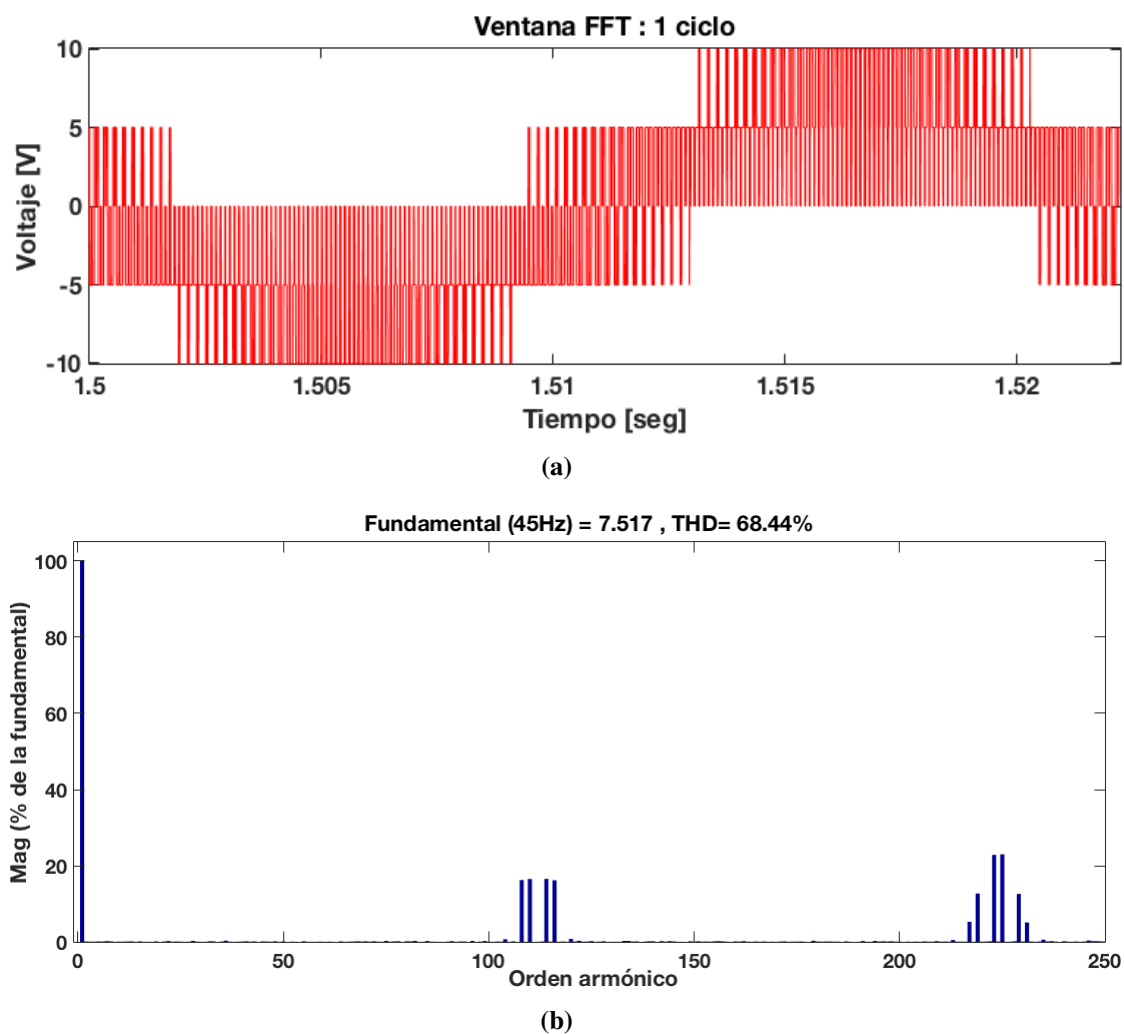 Ventana FFT : 1 ciclo
10
5
0
-5
-10
Voltaje [V]
1.5
1.505
1.51
1.515
1.52
Tiempo [seg]
(a)
Fundamental (45Hz) = 7.517 , THD= 68.44%
100
80
60
40
20
0
Mag (% de la fundamental)
0
50
100
150
200
250
Orden armónico
(b)